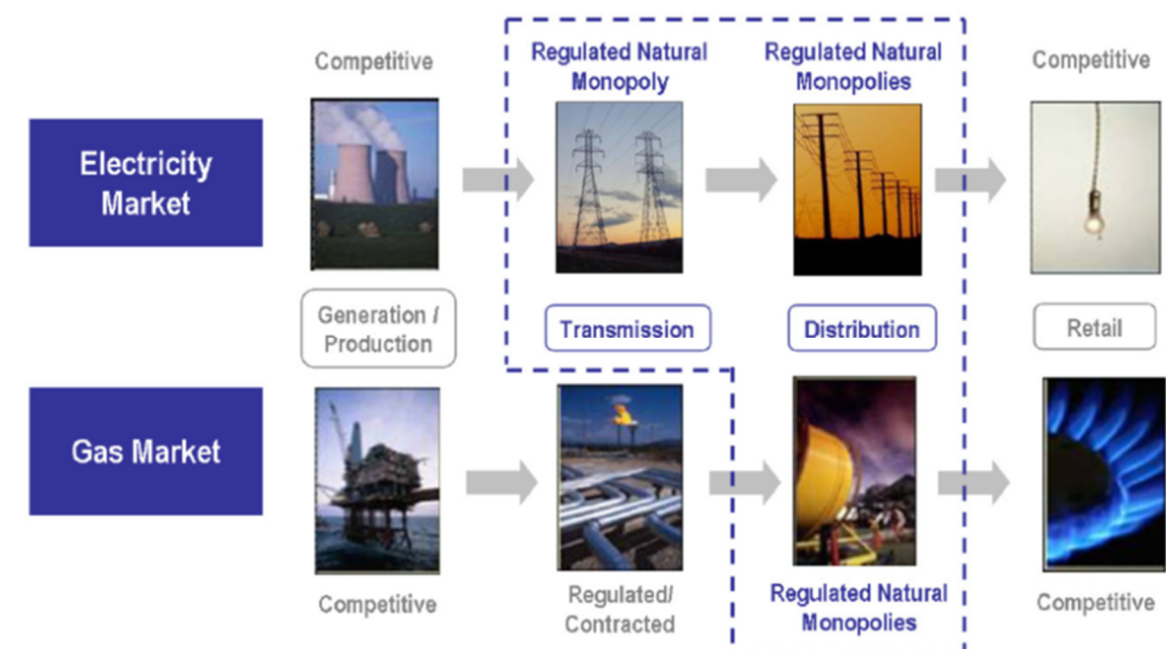 Competitive
Regulated Natural
Monopoly
Regulated Natural
Monopolies
Competitive
Electricity
Market
Generation /
Production
Transmission
Distribution
Retail
Gas Market
Competitive
Regulated/
Contracted
Regulated Natural
Monopolies
Competitive